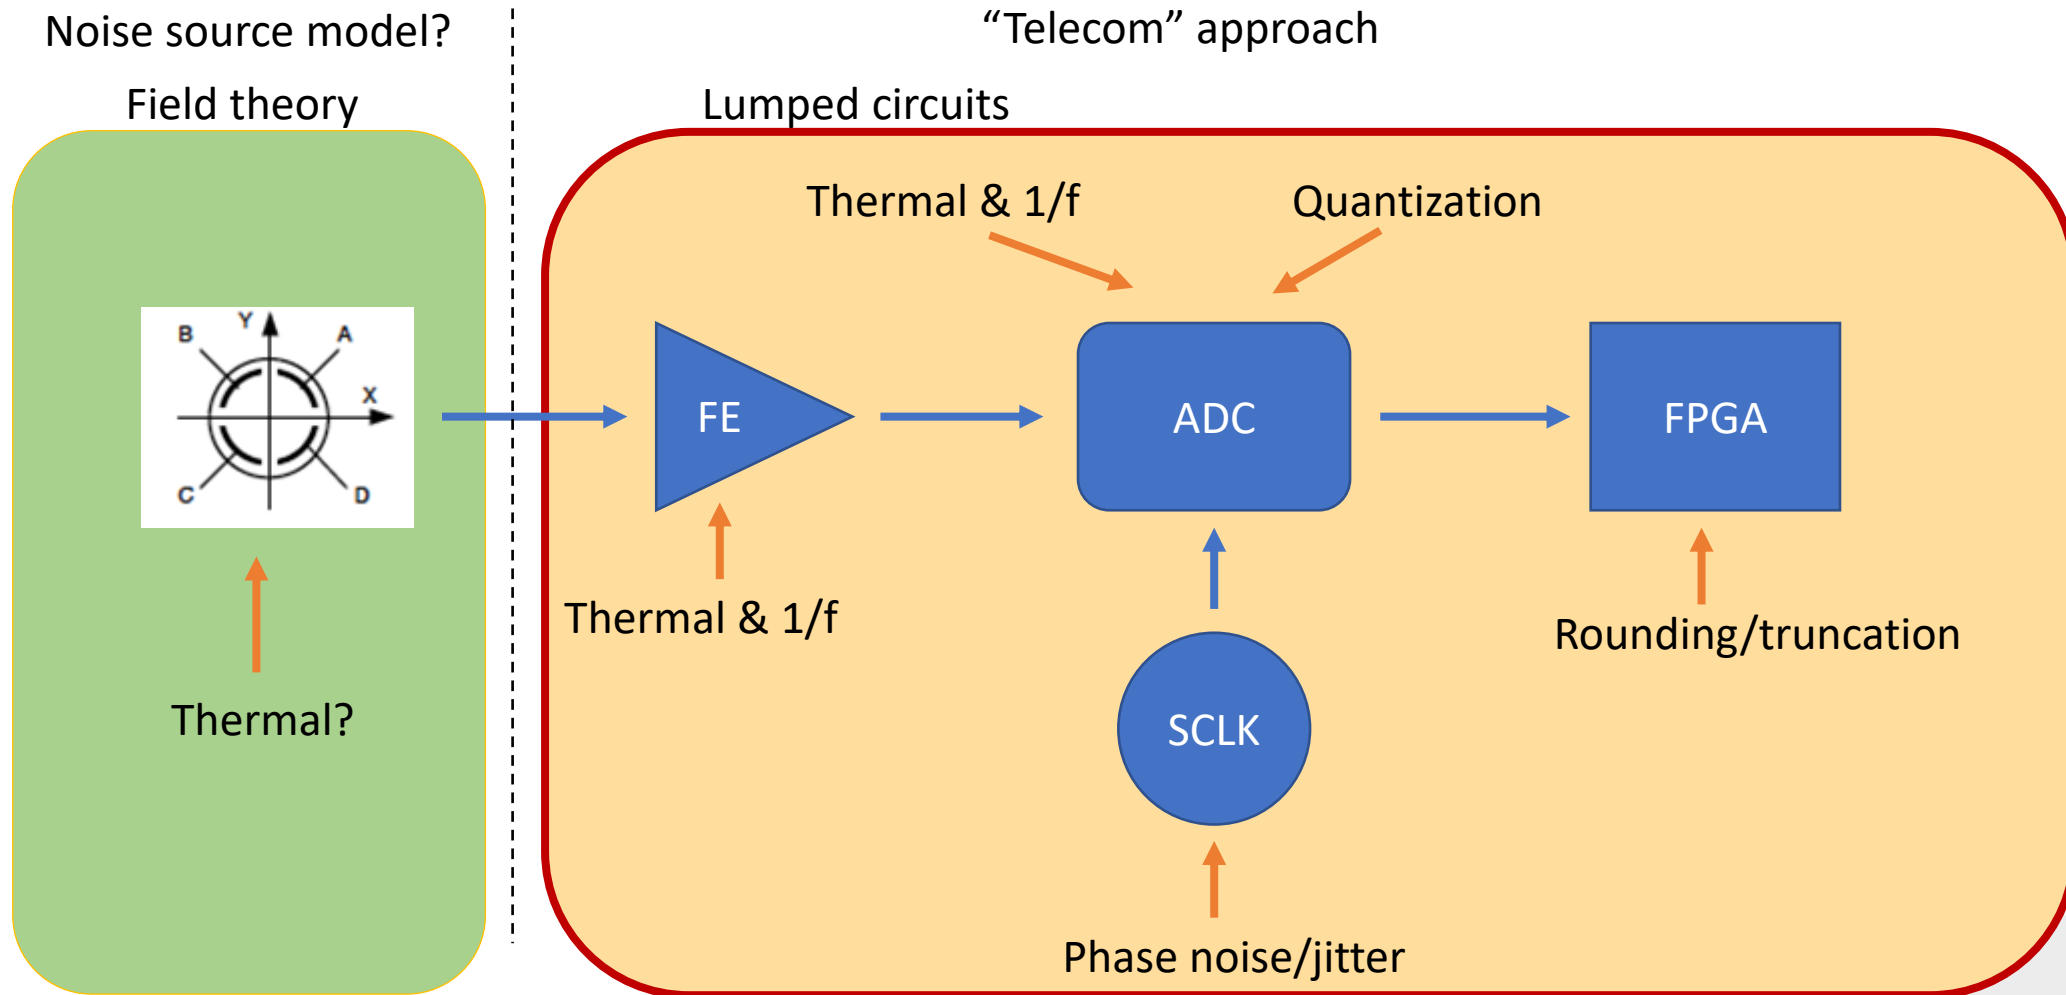 Noise source model?
“Telecom” approach
Field theory
Lumped circuits
Thermal & 1/f
Quantization
B
Y
A
X
C
D
FE
ADC
FPGA
Thermal & 1/f
Rounding/truncation
Thermal?
SCLK
Phase noise/jitter